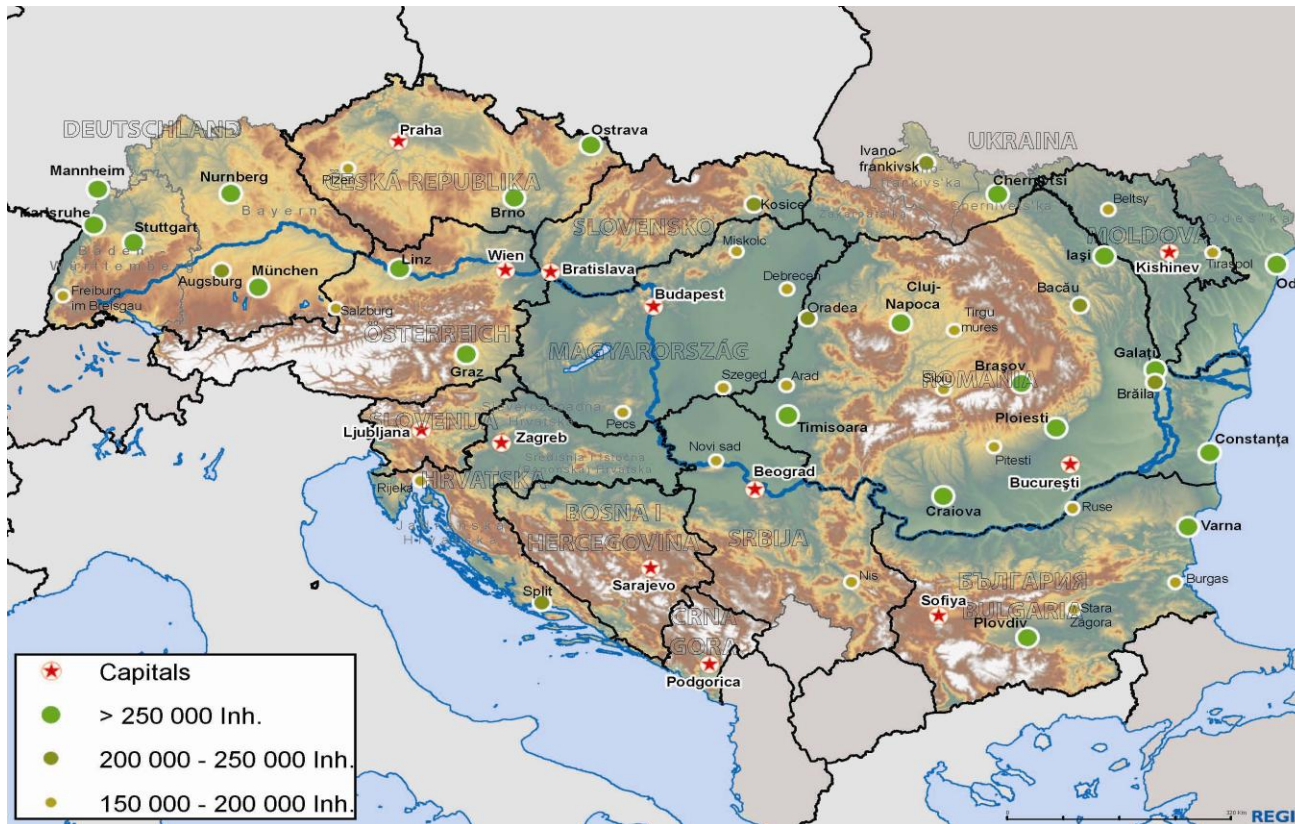 DEUTSCHLAND
Praha
Ostrava
UKRAINA
Ivano-
frankivsk
Mannheim
Nurnberg
Plzen
ČESKÁ REPUBLIKA
Chernivtsi
Beltsy
Karlsruhe
Bayern
Brno
Kosice
Stuttgart
SLOVENSKO
MOLDOVA
Baden
Württemberg
Wien
Miskolc
Iaşi
Kishinev
Tiraspol
Linz
Bratislava
Augsburg
München
Debrecen
Od
Freiburg
im Breisgau
Salzburg
Budapest
Oradea
Cluj-
Napoca
Bacău
ÖSTERREICH
Tirgu
mures
MAGYARORSZÁG
Graz
Szeged
Arad
Sibiu
Braşov
ROMANIA
Galaţi
Brăila
SLOVENIJA
Pecs
Timisoara
Ploiesti
Ljubljana
Zagreb
Novi sad
Pitesti
Constanţa
Beograd
Bucureşti
Rijeka
HRVATSKA
Craiova
Ruse
BOSNA I
HERCEGOVINA
SRBIJA
Varna
Sarajevo
Nis
БЪЛГАРИЯ
BULGARIA
Burgas
Split
Sofiya
Stara
Zagora
CRNA
GORA
Plovdiv
Podgorica
Capitals
> 250 000 Inh.
200 000 - 250 000 Inh.
150 000 - 200 000 Inh.
0
REGI